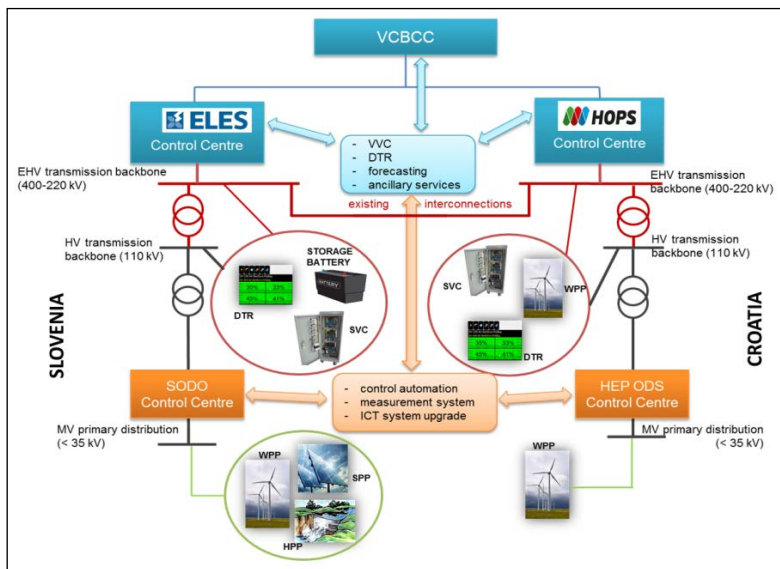 VCBCC
ELES
Control Centre
HOPS
Control Centre
- VVC
- DTR
- forecasting
- ancillary services
EHV transmission backbone
(400-220 kV)
EHV transmission
backbone (400-220 kV)
existing interconnections
HV transmission
backbone (110 kV)
HV transmission
backbone (110 kV)
STORAGE
BATTERY
DTR
SVC
SVC
WPP
DTR
SLOVENIA
CROATIA
SODO
Control Centre
- control automation
- measurement system
- ICT system upgrade
HEP ODS
Control Centre
MV primary distribution
(< 35 kV)
MV primary distribution
(< 35 kV)
WPP
SPP
HPP
WPP